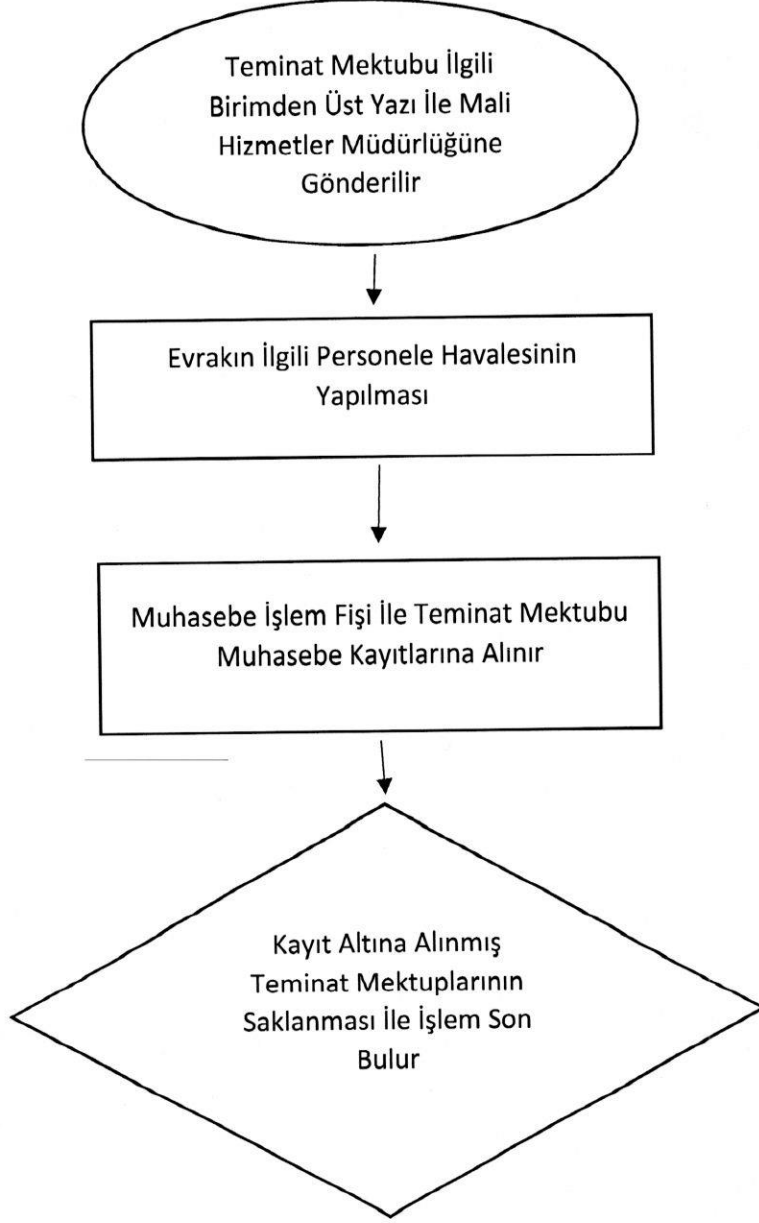 Teminat Mektubu İlgili
Birimden Üst Yazı İle Mali
Hizmetler Müdürlüğüne
Gönderilir
Evrakın İlgili Personele Havalesinin
Yapılması
Muhasebe İşlem Fişi İle Teminat Mektubu
Muhasebe Kayıtlarına Alınır
Kayıt Altına Alınmış
Teminat Mektuplarının
Saklanması İle İşlem Son
Bulur